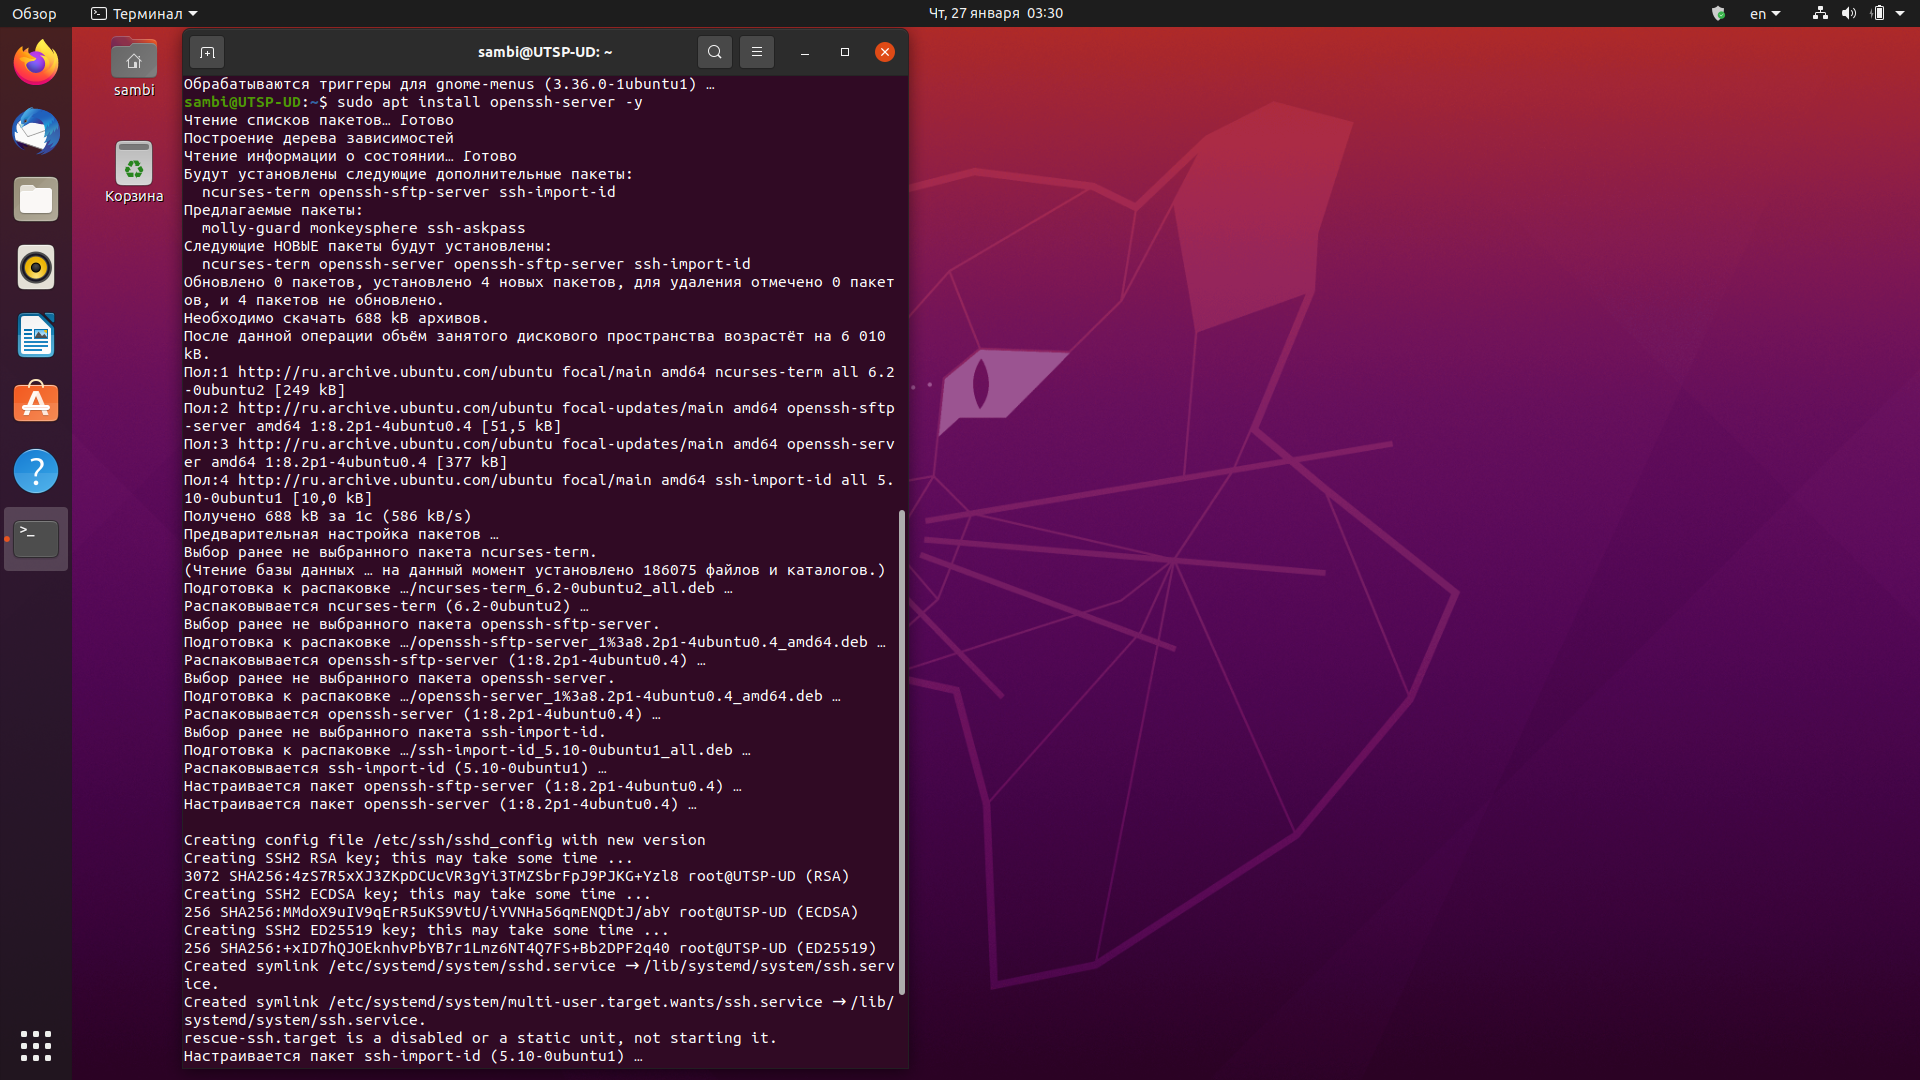 Обзор
Терминал
Чт, 27 января 03:30
en
sambi
Корзина
sambi@UTSP-UD: ~
Обрабатываются триггеры для gnome-menus (3.36.0-1ubuntu1) …
sambi@UTSP-UD:~$ sudo apt install openssh-server -y
Чтение списков пакетов… Готово
Построение дерева зависимостей
Чтение информации о состоянии… Готово
Будут установлены следующие дополнительные пакеты:
ncurses-term openssh-sftp-server ssh-import-id
Предлагаемые пакеты:
molly-guard monkeysphere ssh-askpass
Следующие НОВЫЕ пакеты будут установлены:
ncurses-term openssh-server openssh-sftp-server ssh-import-id
Обновлено 0 пакетов, установлено 4 новых пакетов, для удаления отмечено 0 пакет
ов, и 4 пакетов не обновлено.
Необходимо скачать 688 kB архивов.
После данной операции объём занятого дискового пространства возрастёт на 6 010
kB.
Пол:1 http://ru.archive.ubuntu.com/ubuntu focal/main amd64 ncurses-term all 6.2
-0ubuntu2 [249 kB]
Пол:2 http://ru.archive.ubuntu.com/ubuntu focal-updates/main amd64 openssh-sftp
-server amd64 1:8.2p1-4ubuntu0.4 [51,5 kB]
Пол:3 http://ru.archive.ubuntu.com/ubuntu focal-updates/main amd64 openssh-serv
er amd64 1:8.2p1-4ubuntu0.4 [377 kB]
Пол:4 http://ru.archive.ubuntu.com/ubuntu focal/main amd64 ssh-import-id all 5.
10-0ubuntu1 [10,0 kB]
Получено 688 kB за 1с (586 kB/s)
Предварительная настройка пакетов …
Выбор ранее не выбранного пакета ncurses-term.
(Чтение базы данных … на данный момент установлено 186075 файлов и каталогов.)
Подготовка к распаковке …/ncurses-term_6.2-0ubuntu2_all.deb …
Распаковывается ncurses-term (6.2-0ubuntu2) …
Выбор ранее не выбранного пакета openssh-sftp-server.
Подготовка к распаковке …/openssh-sftp-server_1%3a8.2p1-4ubuntu0.4_amd64.deb …
Распаковывается openssh-sftp-server (1:8.2p1-4ubuntu0.4) …
Выбор ранее не выбранного пакета openssh-server.
Подготовка к распаковке …/openssh-server_1%3a8.2p1-4ubuntu0.4_amd64.deb …
Распаковывается openssh-server (1:8.2p1-4ubuntu0.4) …
Выбор ранее не выбранного пакета ssh-import-id.
Подготовка к распаковке …/ssh-import-id_5.10-0ubuntu1_all.deb …
Распаковывается ssh-import-id (5.10-0ubuntu1) …
Настраивается пакет openssh-sftp-server (1:8.2p1-4ubuntu0.4) …
Настраивается пакет openssh-server (1:8.2p1-4ubuntu0.4) …
Creating config file /etc/ssh/sshd_config with new version
Creating SSH2 RSA key; this may take some time ...
3072 SHA256:4zS7R5xXJ3ZKpDCUcVR3gYi3TMZSbrFpJ9PJKG+Yzl8 root@UTSP-UD (RSA)
Creating SSH2 ECDSA key; this may take some time ...
256 SHA256:MMdoX9uIV9qErR5uKS9VtU/iYVNHa56qmENQDtJ/abY root@UTSP-UD (ECDSA)
Creating SSH2 ED25519 key; this may take some time ...
256 SHA256:+xID7hQJOEknhvPbYB7r1Lmz6NT4Q7FS+Bb2DPF2q40 root@UTSP-UD (ED25519)
Created symlink /etc/systemd/system/sshd.service → /lib/systemd/system/ssh.serv
ice.
Created symlink /etc/systemd/system/multi-user.target.wants/ssh.service → /lib/
systemd/system/ssh.service.
rescue-ssh.target is a disabled or a static unit, not starting it.
Настраивается пакет ssh-import-id (5.10-0ubuntu1) …